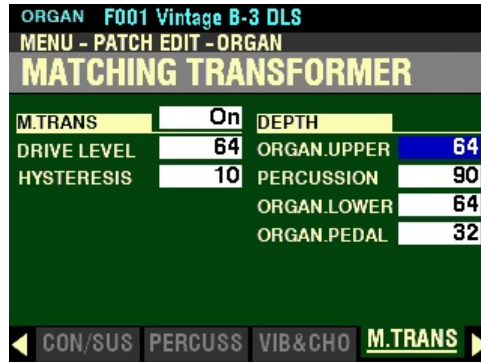 ORGAN F001 Vintage B-3 DLS
MENU - PATCH EDIT - ORGAN
MATCHING TRANSFORMER
M.TRANS On DEPTH
DRIVE LEVEL 64 ORGAN.UPPER 64
HYSTERESIS 10 PERCUSSION 90
ORGAN.LOWER 64
ORGAN.PEDAL 32
CON/SUS PERCUSS VIB&CHO M.TRANS